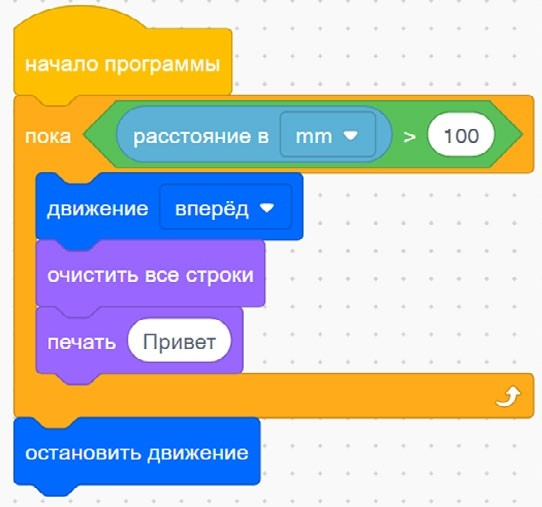 начало программы
пока расстояние в mm > 100
движение вперёд
очистить все строки
печать Привет
остановить движение